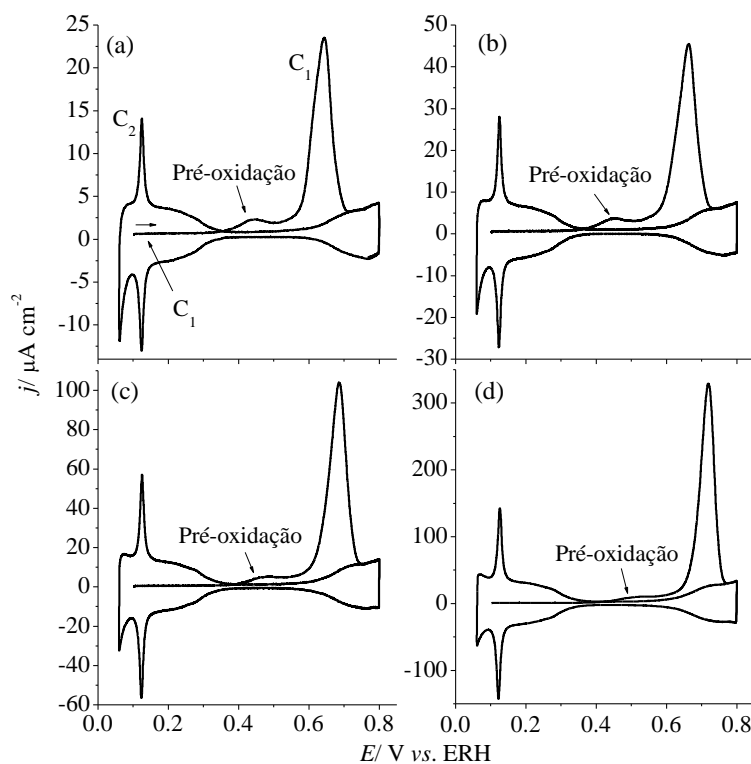 (a)
25
20
15
10
5
0
-5
-10
C₁
C₂
Pré-oxidação
C₁
(b)
50
40
30
20
10
0
-10
-20
-30
Pré-oxidação
j/ μA cm⁻²
(c)
100
80
60
40
20
0
-20
-40
-60
Pré-oxidação
0.0 0.2 0.4 0.6 0.8
(d)
300
200
100
0
-100
Pré-oxidação
0.0 0.2 0.4 0.6 0.8
E/ V vs. ERH